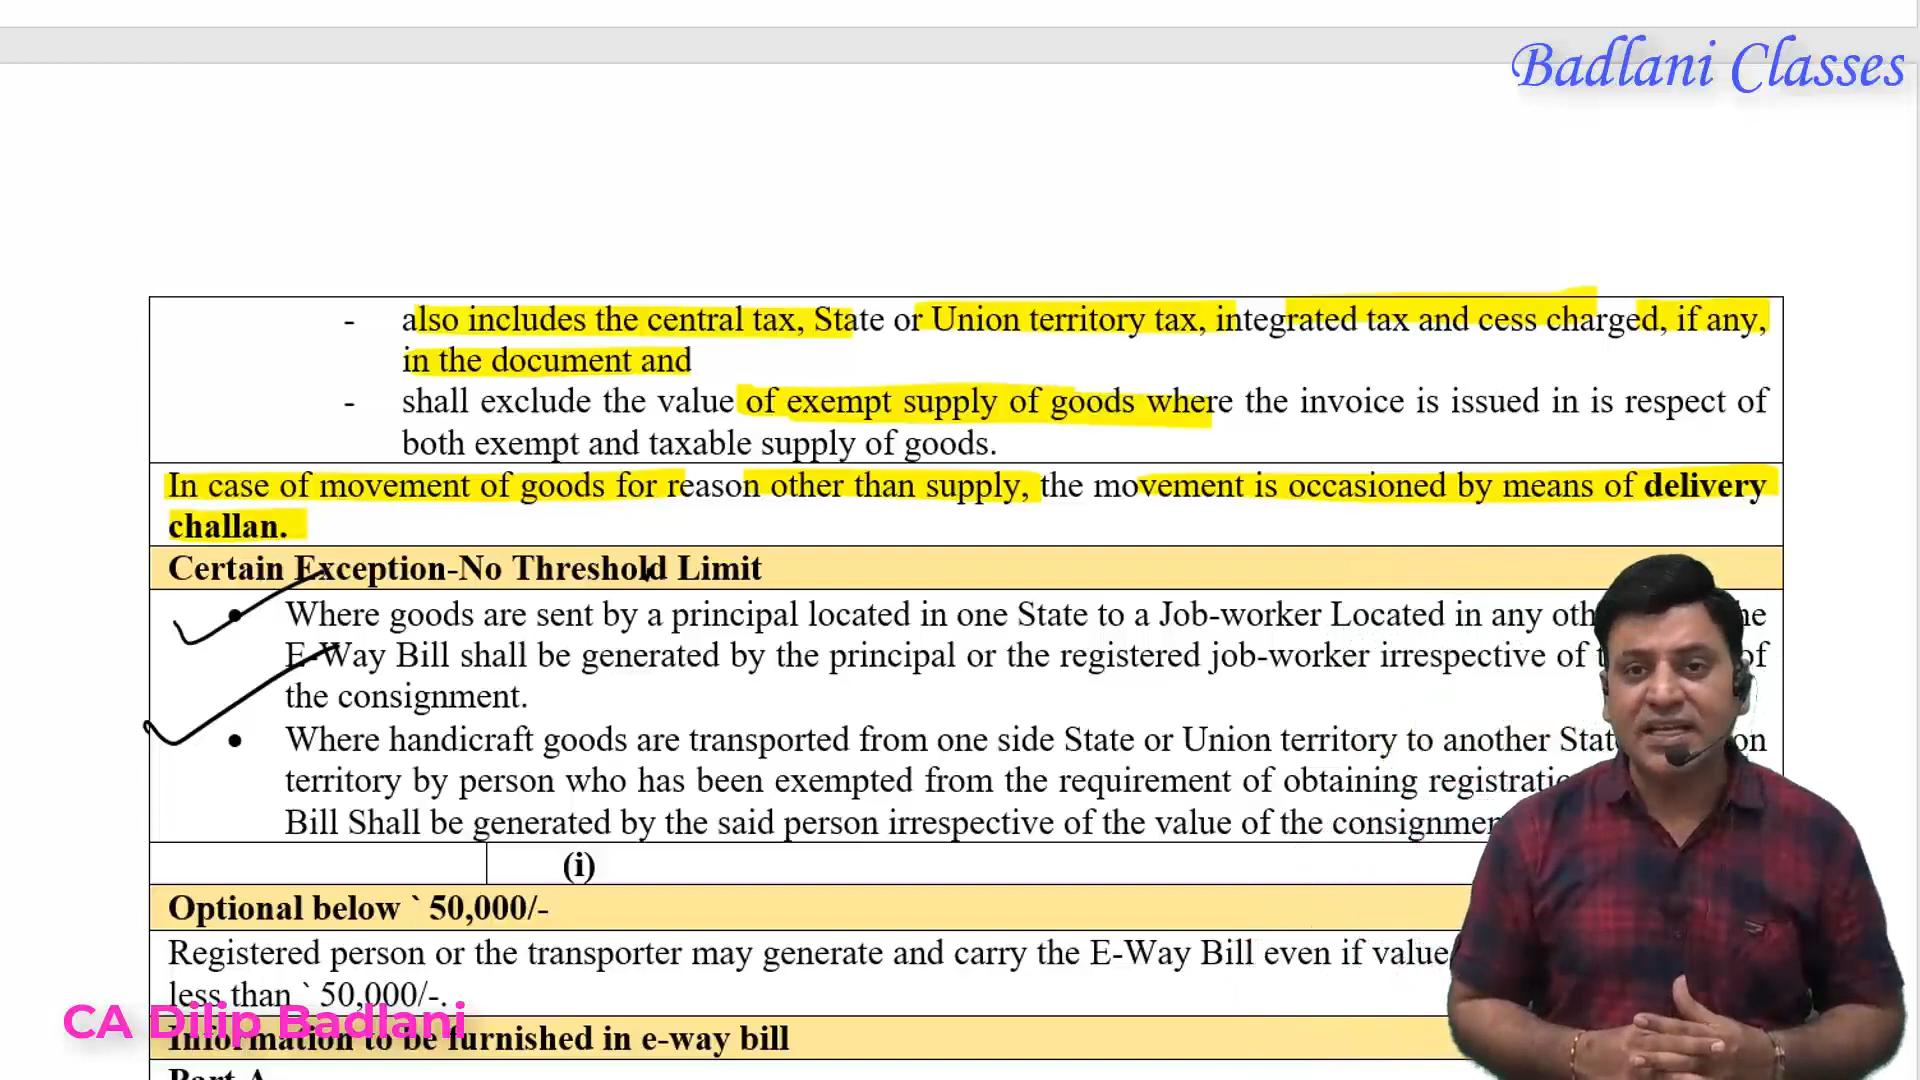 Badlani Classes
- also includes the central tax, State or Union territory tax, integrated tax and cess charged, if any,
in the document and
- shall exclude the value of exempt supply of goods where the invoice is issued in is respect of
both exempt and taxable supply of goods.
In case of movement of goods for reason other than supply, the movement is occasioned by means of delivery
challan.
Certain Exception-No Threshold Limit
• Where goods are sent by a principal located in one State to a Job-worker Located in any
E-Way Bill shall be generated by the principal or the registered job-worker irrespective of of
the consignment.
• Where handicraft goods are transported from one side State or Union territory to another
territory by person who has been exempted from the requirement of obtaining
Bill Shall be generated by the said person irrespective of the value of the
(i)
Optional below ` 50,000/-
Registered person or the transporter may generate and carry the E-Way Bill even if value
less than ` 50,000/-.
CA Dilip Badlani
Information to be furnished in e-way bill
Part A